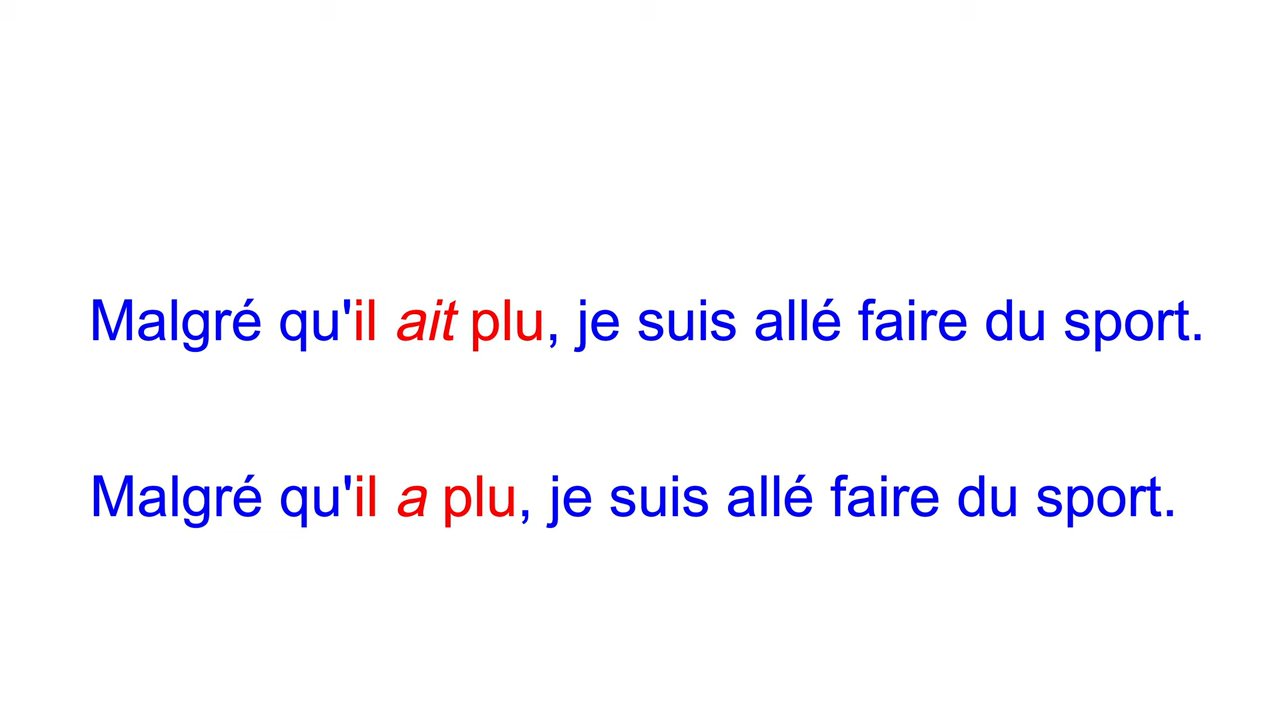 Malgré qu'il ait plu, je suis allé faire du sport.
Malgré qu'il a plu, je suis allé faire du sport.